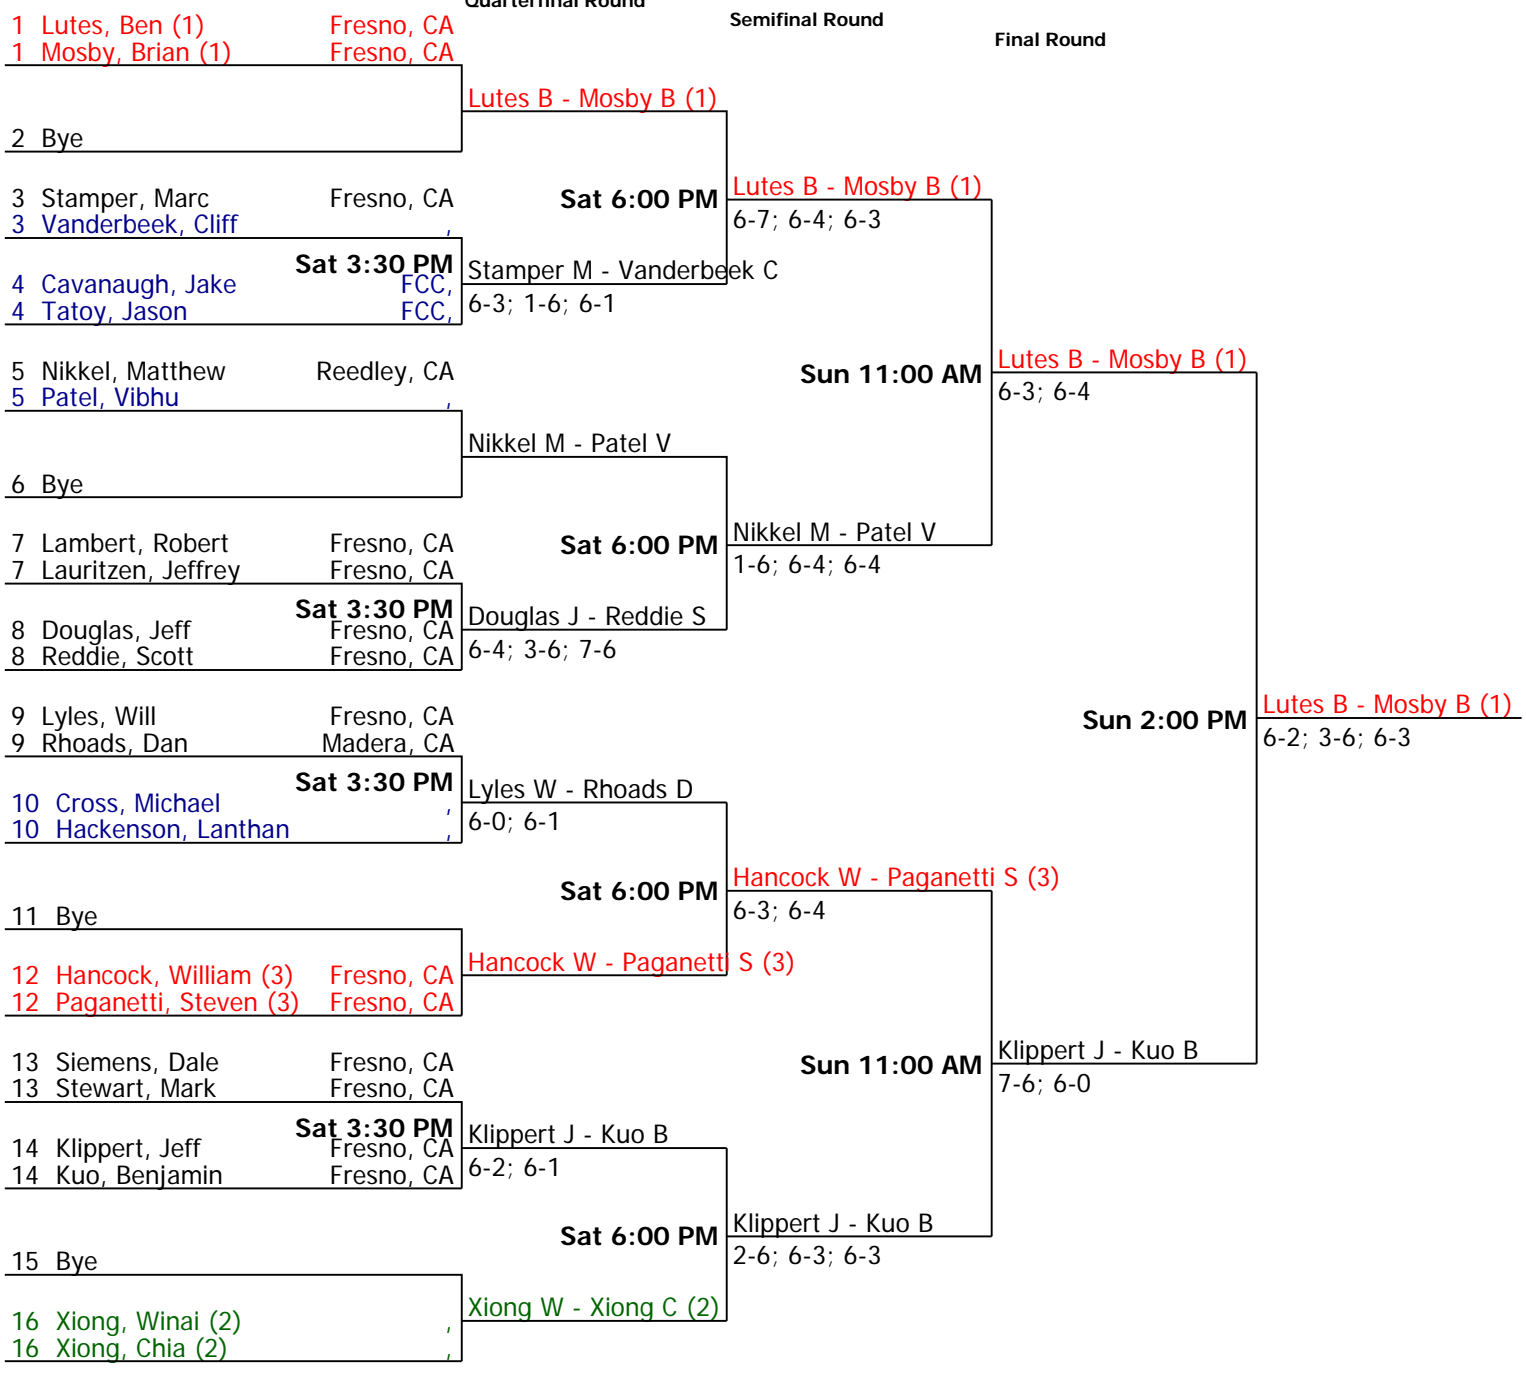 Quarterfinal Round
Semifinal Round
Final Round
1 Lutes, Ben (1) Fresno, CA
1 Mosby, Brian (1) Fresno, CA
Lutes B - Mosby B (1)
2 Bye
Sat 6:00 PM
Lutes B - Mosby B (1)
6-7; 6-4; 6-3
3 Stamper, Marc Fresno, CA
3 Vanderbeek, Cliff ,
Sat 3:30 PM
Stamper M - Vanderbeek C
6-3; 1-6; 6-1
4 Cavanaugh, Jake FCC,
4 Tatoy, Jason FCC,
Sun 11:00 AM
Lutes B - Mosby B (1)
6-3; 6-4
5 Nikkel, Matthew Reedley, CA
5 Patel, Vibhu ,
Nikkel M - Patel V
6 Bye
Sat 6:00 PM
Nikkel M - Patel V
1-6; 6-4; 6-4
7 Lambert, Robert Fresno, CA
7 Lauritzen, Jeffrey Fresno, CA
Sat 3:30 PM
Douglas J - Reddie S
6-4; 3-6; 7-6
8 Douglas, Jeff Fresno, CA
8 Reddie, Scott Fresno, CA
Sun 2:00 PM
Lutes B - Mosby B (1)
6-2; 3-6; 6-3
9 Lyles, Will Fresno, CA
9 Rhoads, Dan Madera, CA
Sat 3:30 PM
Lyles W - Rhoads D
6-0; 6-1
10 Cross, Michael ,
10 Hackenson, Lanthan ,
Sat 6:00 PM
Hancock W - Paganetti S (3)
6-3; 6-4
11 Bye
Hancock W - Paganetti S (3)
12 Hancock, William (3) Fresno, CA
12 Paganetti, Steven (3) Fresno, CA
Sun 11:00 AM
Klippert J - Kuo B
7-6; 6-0
13 Siemens, Dale Fresno, CA
13 Stewart, Mark Fresno, CA
Sat 3:30 PM
Klippert J - Kuo B
6-2; 6-1
14 Klippert, Jeff Fresno, CA
14 Kuo, Benjamin Fresno, CA
Sat 6:00 PM
Klippert J - Kuo B
2-6; 6-3; 6-3
15 Bye
Xiong W - Xiong C (2)
16 Xiong, Winai (2) ,
16 Xiong, Chia (2) ,